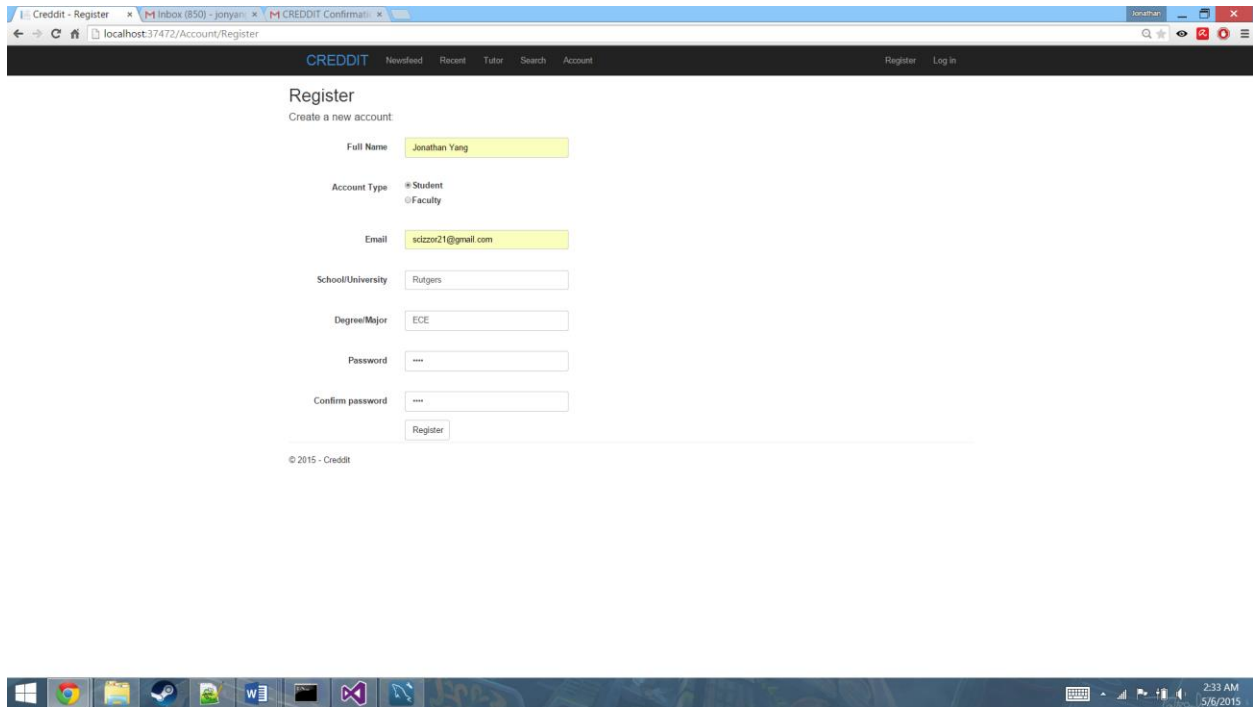 Creddit - Register
Inbox (850) - jonyang
CREDDIT Confirmati
Jonathan
localhost:37472/Account/Register
CREDDIT Newsfeed Recent Tutor Search Account Register Log in
Register
Create a new account.
Full Name Jonathan Yang
Account Type Student
Faculty
Email scizzor21@gmail.com
School/University Rutgers
Degree/Major ECE
Password ••••
Confirm password ••••
Register
© 2015 - Creddit
2:33 AM
5/6/2015